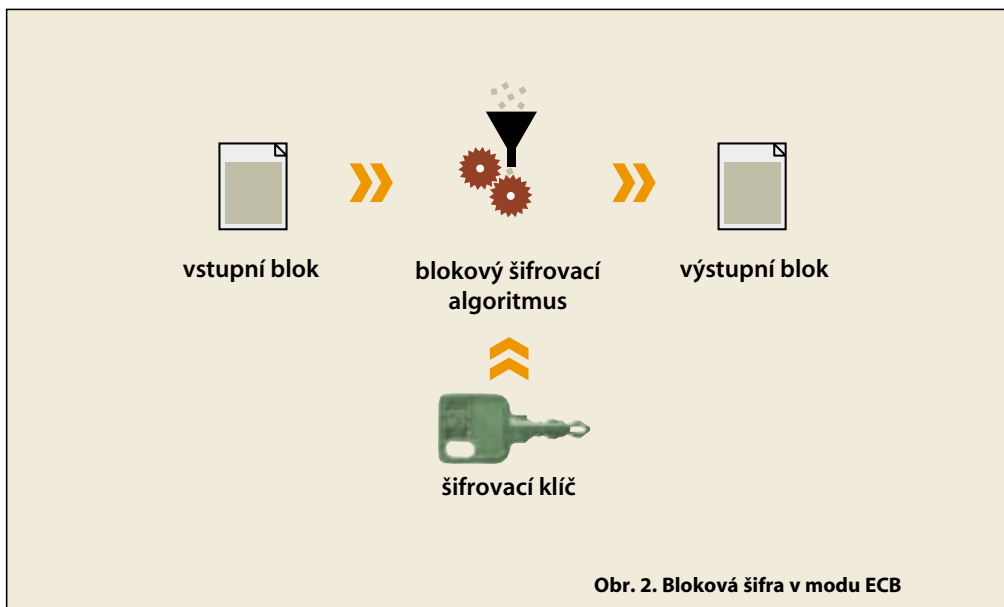 vstupní blok
blokový šifrovací
algoritmus
výstupní blok
šifrovací klíč
Obr. 2. Bloková šifra v modu ECB